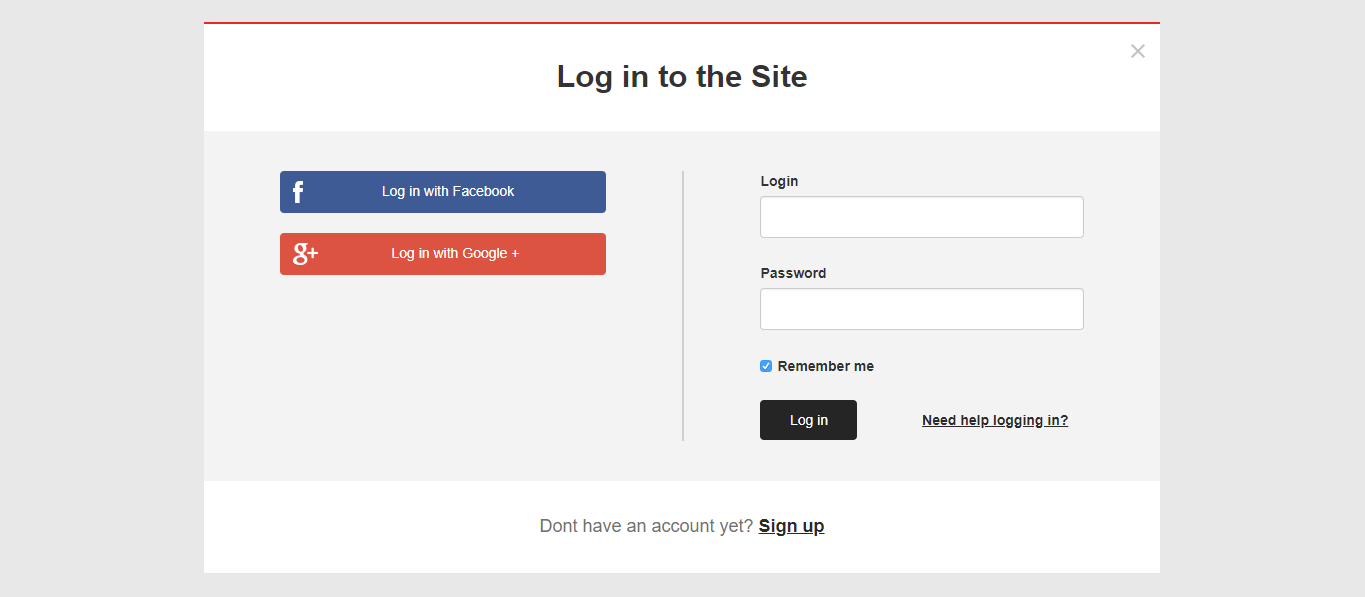 Log in to the Site
f Log in with Facebook
g+ Log in with Google +
Login
Password
Remember me
Log in
Need help logging in?
Dont have an account yet? Sign up